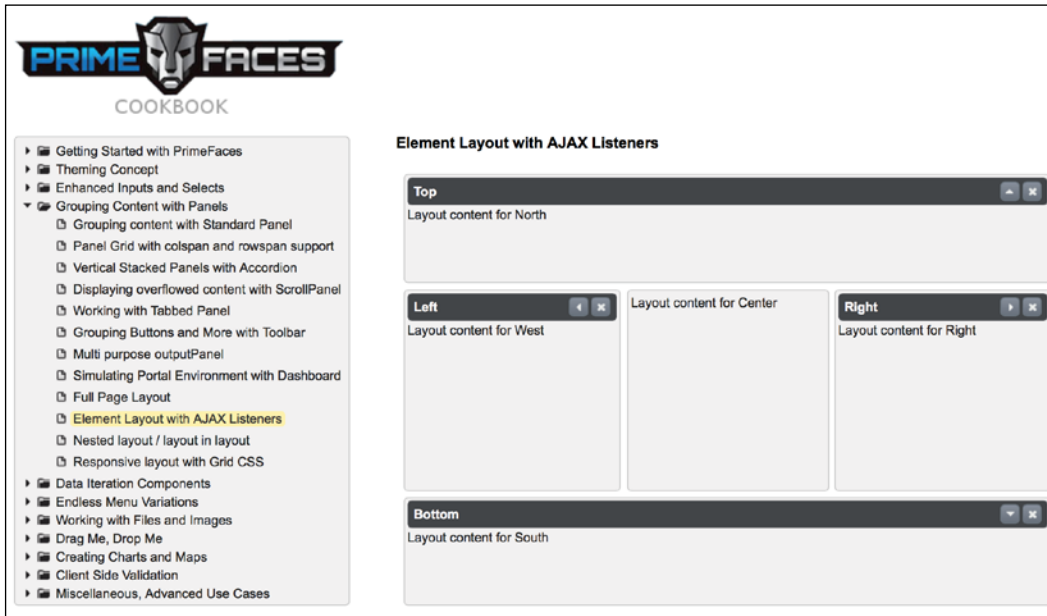 PRIME FACES
COOKBOOK
Getting Started with PrimeFaces
Theming Concept
Enhanced Inputs and Selects
Grouping Content with Panels
Grouping content with Standard Panel
Panel Grid with colspan and rowspan support
Vertical Stacked Panels with Accordion
Displaying overflowed content with ScrollPanel
Working with Tabbed Panel
Grouping Buttons and More with Toolbar
Multi purpose outputPanel
Simulating Portal Environment with Dashboard
Full Page Layout
Element Layout with AJAX Listeners
Nested layout / layout in layout
Responsive layout with Grid CSS
Data Iteration Components
Endless Menu Variations
Working with Files and Images
Drag Me, Drop Me
Creating Charts and Maps
Client Side Validation
Miscellaneous, Advanced Use Cases
Element Layout with AJAX Listeners
Top
Layout content for North
Left
Layout content for West
Layout content for Center
Right
Layout content for Right
Bottom
Layout content for South